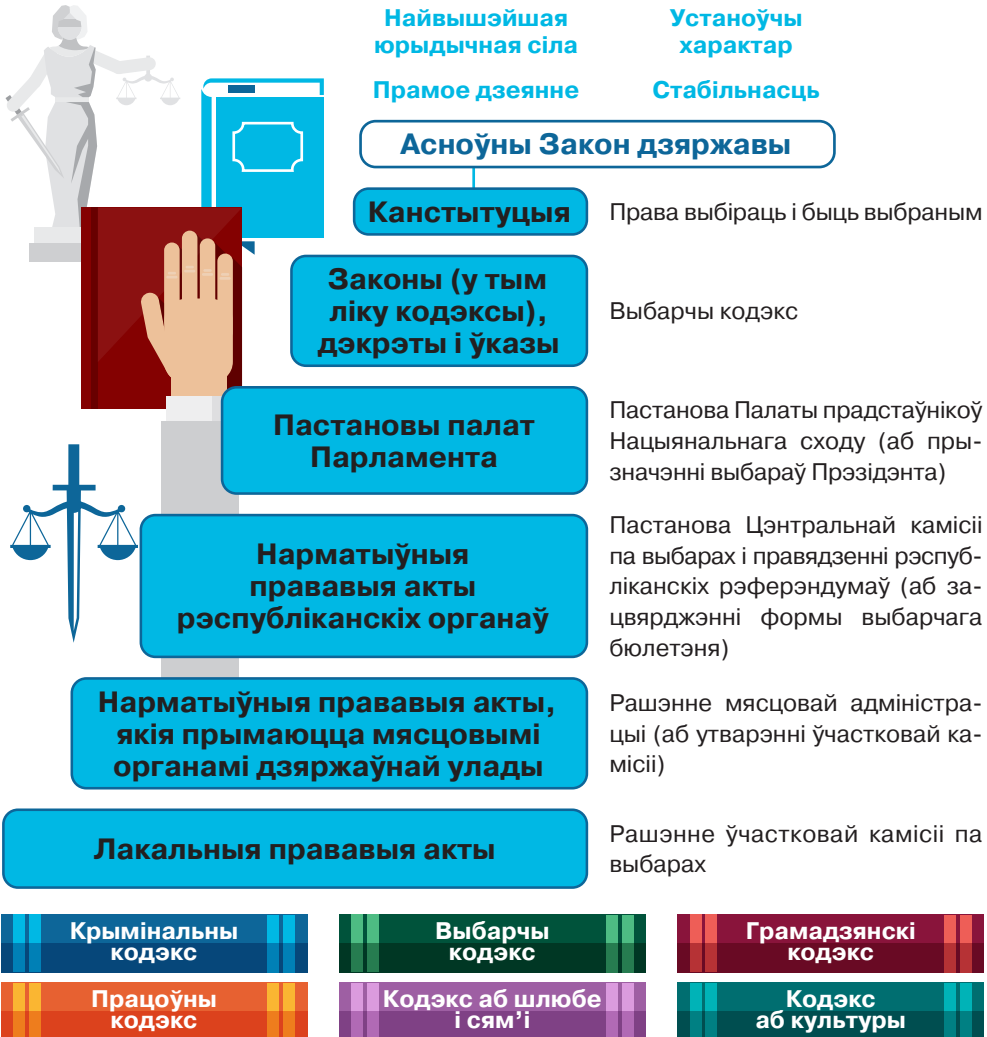 Найвышэйшая
юрыдычная сіла
Устаноўчы
характар
Прамое дзеянне
Стабільнасць
Асноўны Закон дзяржавы
Канстытуцыя
Права выбіраць і быць выбраным
Законы (у тым
ліку кодэксы),
дэкрэты і ўказы
Выбарчы кодэкс
Пастановы палат
Парламента
Пастанова Палаты прадстаўнікоў
Нацыянальнага сходу (аб пры-
значэнні выбараў Прэзідэнта)
Нарматыўныя
прававыя акты
рэспубліканскіх органаў
Пастанова Цэнтральнай камісіі
па выбарах і правядзенні рэспуб-
ліканскіх рэферэндумаў (аб за-
цвярджэнні формы выбарчага
бюлетэня)
Нарматыўныя прававыя акты,
якія прымаюцца мясцовымі
органамі дзяржаўнай улады
Рашэнне мясцовай адміністра-
цыі (аб утварэнні ўчастковай ка-
місіі)
Лакальныя прававыя акты
Рашэнне ўчастковай камісіі па
выбарах
Крымінальны
кодэкс
Выбарчы
кодэкс
Грамадзянскі
кодэкс
Працоўны
кодэкс
Кодэкс аб шлюбе
і сям’і
Кодэкс
аб культуры